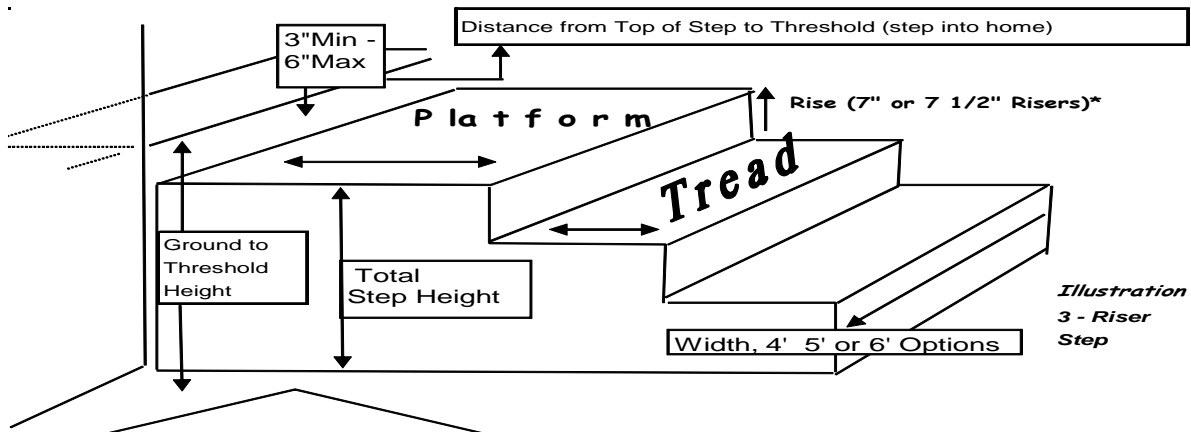 Distance from Top of Step to Threshold (step into home)
3"Min -
6"Max
Rise (7" or 7 1/2" Risers)*
Platform
Tread
Ground to
Threshold
Height
Total
Step Height
Illustration
3 - Riser
Step
Width, 4' 5' or 6' Options